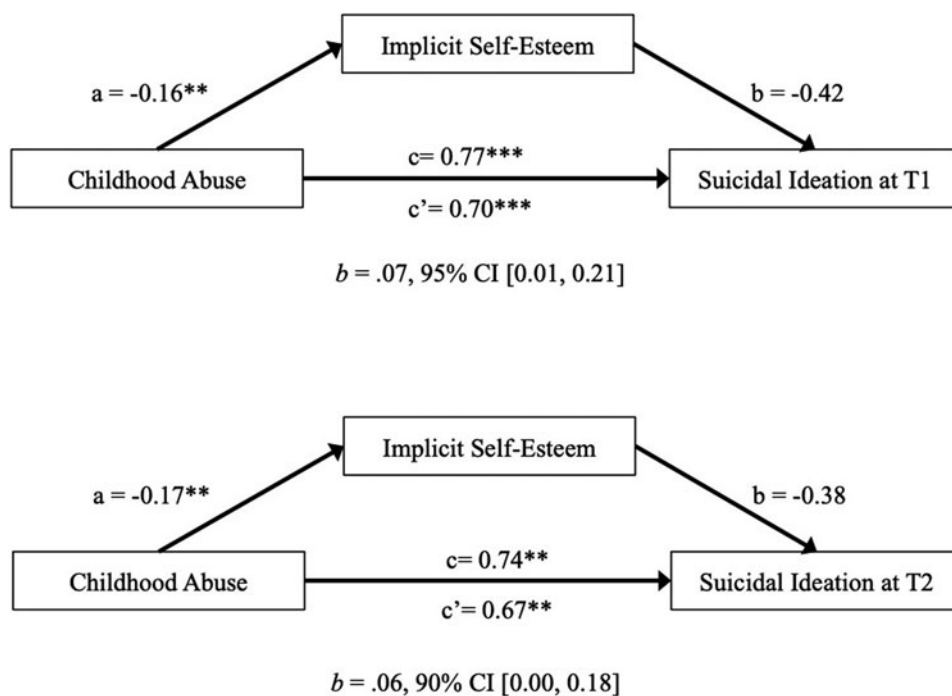 Implicit Self-Esteem
a = -0.16**
b = -0.42
Childhood Abuse
c= 0.77***
Suicidal Ideation at T1
c’= 0.70***
b = .07, 95% CI [0.01, 0.21]
Implicit Self-Esteem
a = -0.17**
b = -0.38
Childhood Abuse
c= 0.74**
Suicidal Ideation at T2
c’= 0.67**
b = .06, 90% CI [0.00, 0.18]